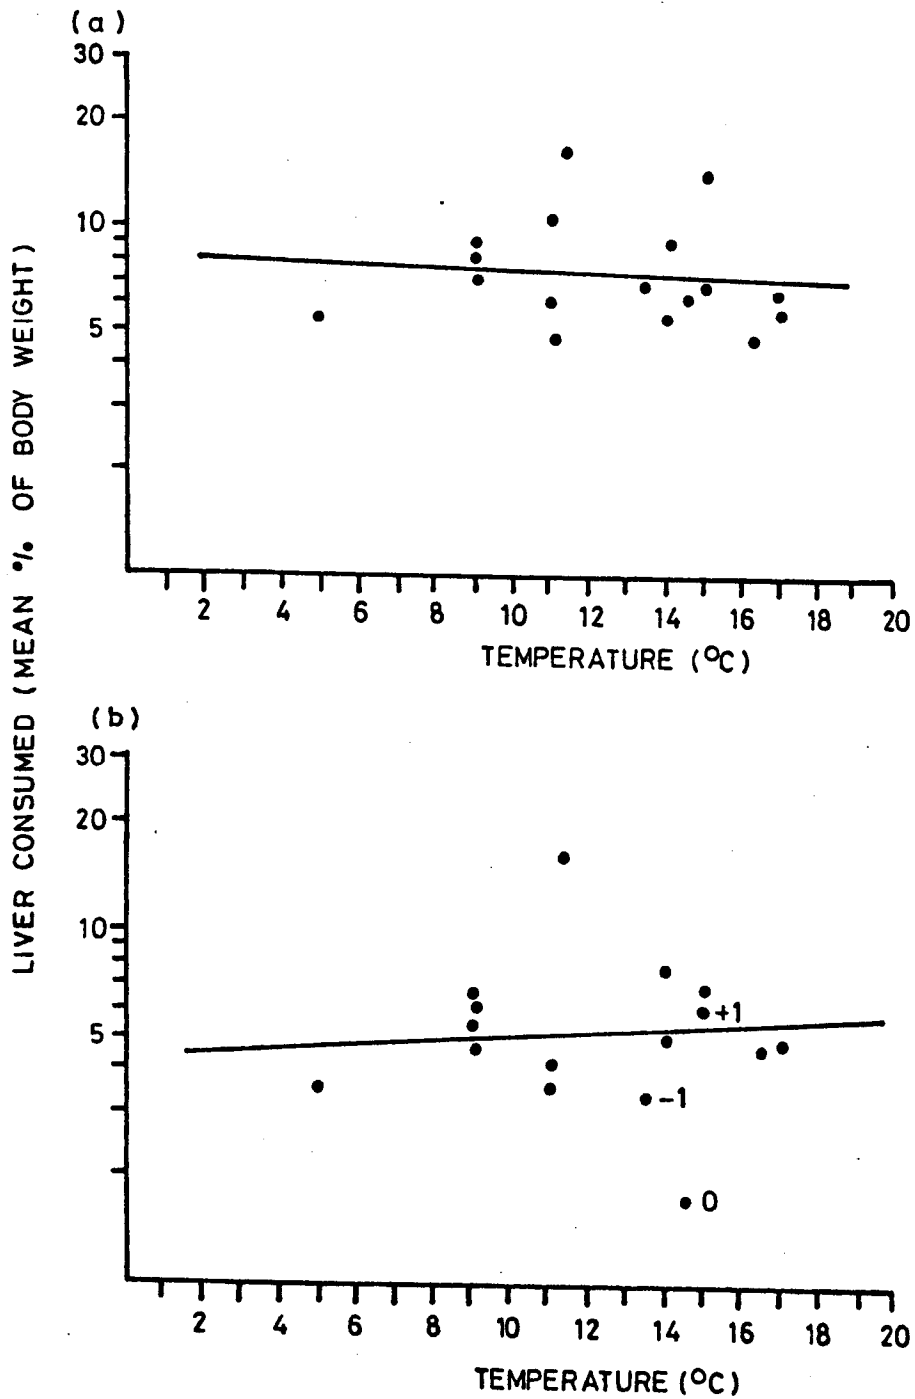 (a)
30
20
10
5
2 4 6 8 10 12 14 16 18 20
TEMPERATURE (°C)
LIVER CONSUMED (MEAN % OF BODY WEIGHT)
(b)
30
20
10
+1
5
-1
0
2 4 6 8 10 12 14 16 18 20
TEMPERATURE (°C)